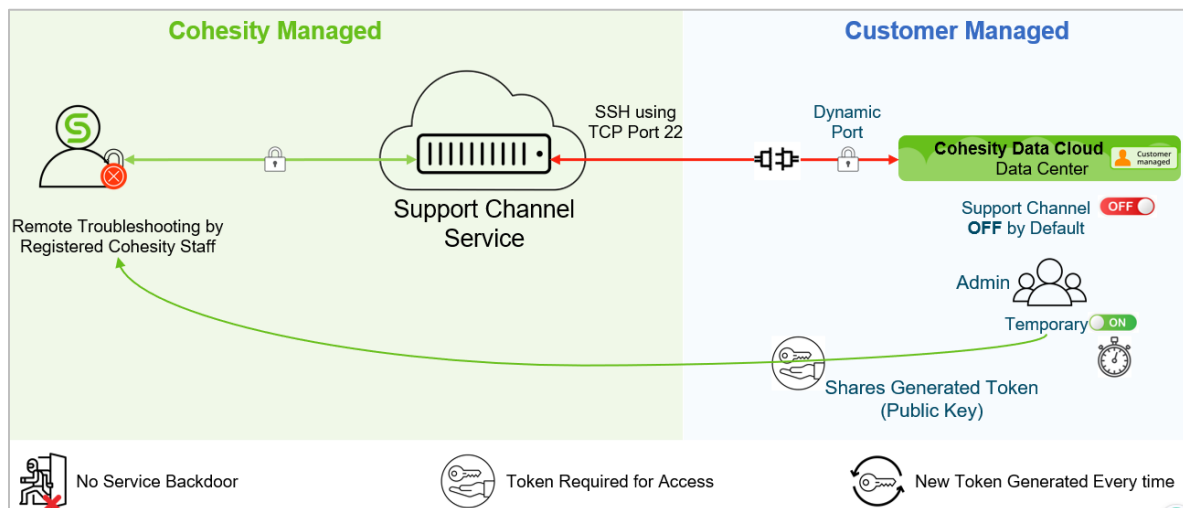 Cohesity Managed
Customer Managed
SSH using
TCP Port 22
Dynamic
Port
Cohesity Data Cloud
Data Center
Customer
managed
Support Channel
Service
Remote Troubleshooting by
Registered Cohesity Staff
Support Channel
OFF by Default
OFF
Admin
Temporary
ON
Shares Generated Token
(Public Key)
No Service Backdoor
Token Required for Access
New Token Generated Every time